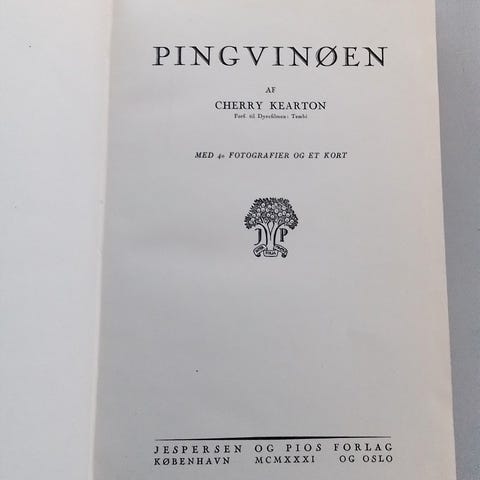 PINGVINØEN
AF
CHERRY KEARTON
Forf. til Dyrefilmen: Tembi
MED 40 FOTOGRAFIER OG ET KORT
J P
JESPERSEN OG PIOS FORLAG
KØBENHAVN MCMXXXI OG OSLO